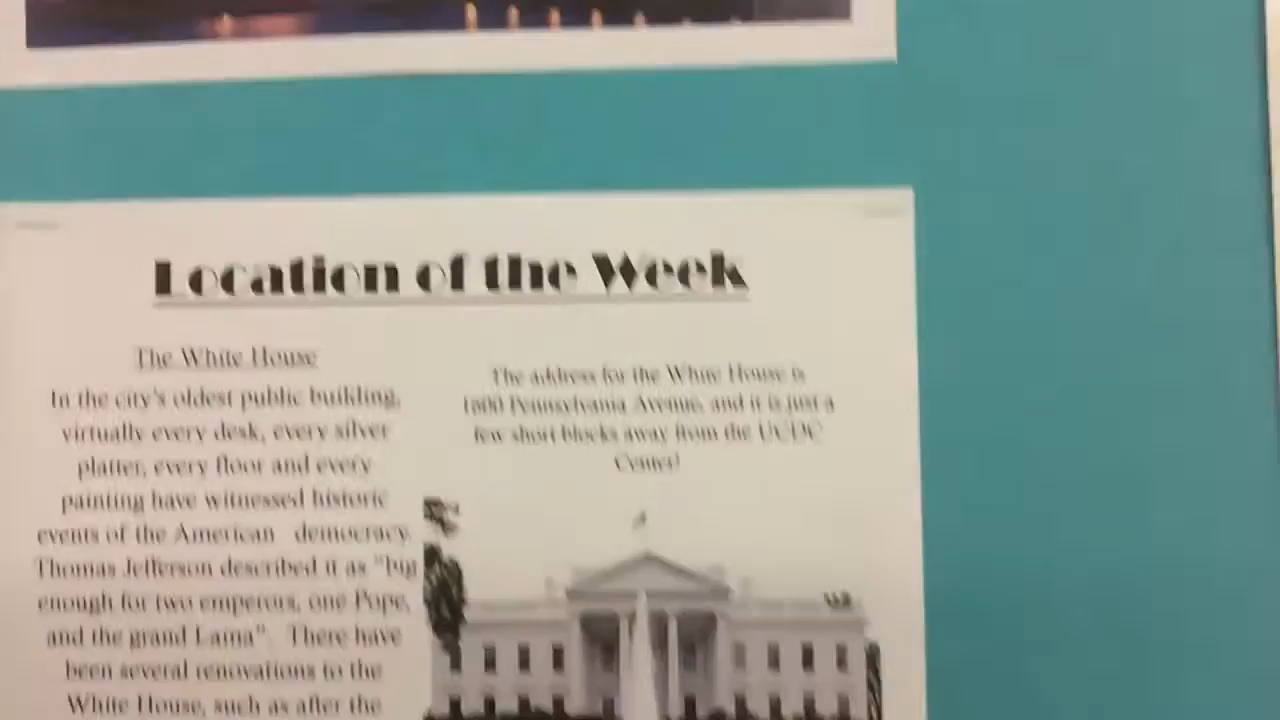 Location of the Week
The White House
In the city's oldest public building,
virtually every desk, every silver
platter, every floor and every
painting have witnessed historic
events of the American democracy.
Thomas Jefferson described it as "big
enough for two emperors, one Pope,
and the grand Lama". There have
been several renovations to the
White House, such as after the
The address for the White House is
1600 Pennsylvania Avenue, and it is just a
few short blocks away from the UCDC
Center!